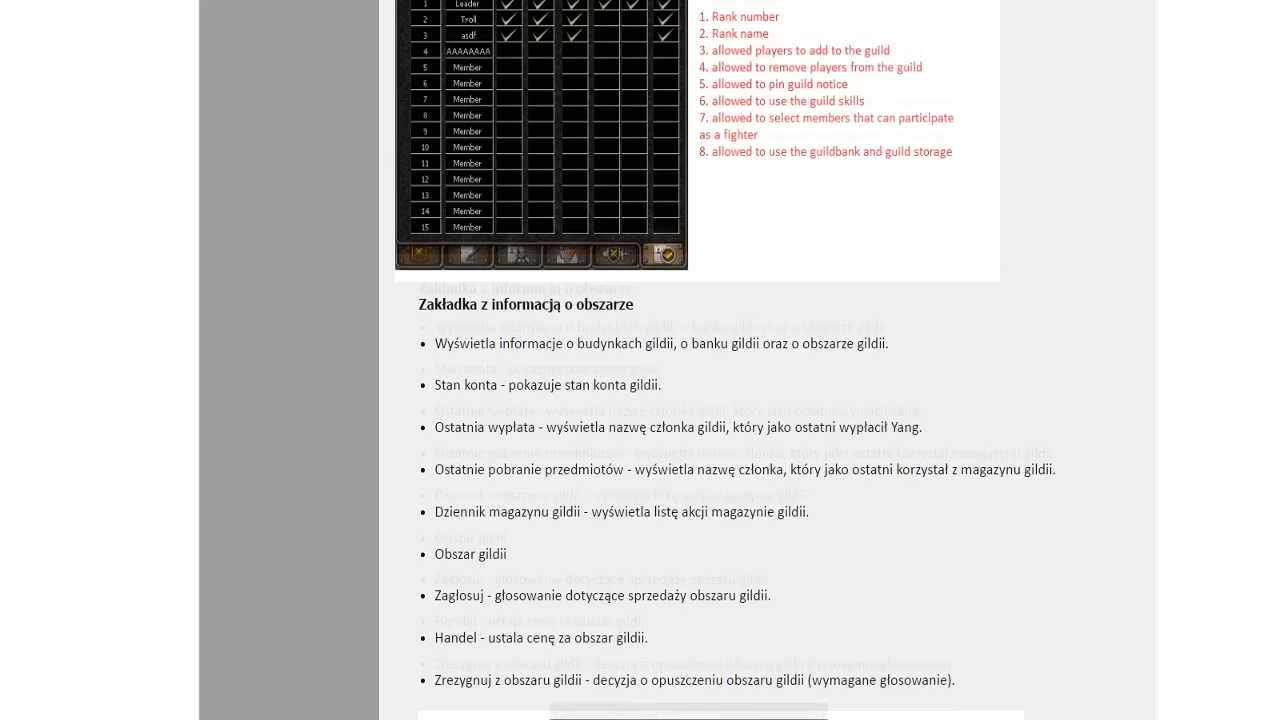 1 Leader
2 Troll
3 asdf
4 AAAAAAAA
5 Member
6 Member
7 Member
8 Member
9 Member
10 Member
11 Member
12 Member
13 Member
14 Member
15 Member
1. Rank number
2. Rank name
3. allowed players to add to the guild
4. allowed to remove players from the guild
5. allowed to pin guild notice
6. allowed to use the guild skills
7. allowed to select members that can participate
as a fighter
8. allowed to use the guildbank and guild storage
Zakładka z informacją o obszarze
• Wyświetla informacje o budynkach gildii, o banku gildii oraz o obszarze gildii.
• Stan konta - pokazuje stan konta gildii.
• Ostatnia wypłata - wyświetla nazwę członka gildii, który jako ostatni wypłacił Yang.
• Ostatnie pobranie przedmiotów - wyświetla nazwę członka, który jako ostatni korzystał z magazynu gildii.
• Dziennik magazynu gildii - wyświetla listę akcji magazynie gildii.
• Obszar gildii
• Zagłosuj - głosowanie dotyczące sprzedaży obszaru gildii.
• Handel - ustala cenę za obszar gildii.
• Zrezygnuj z obszaru gildii - decyzja o opuszczeniu obszaru gildii (wymagane głosowanie).